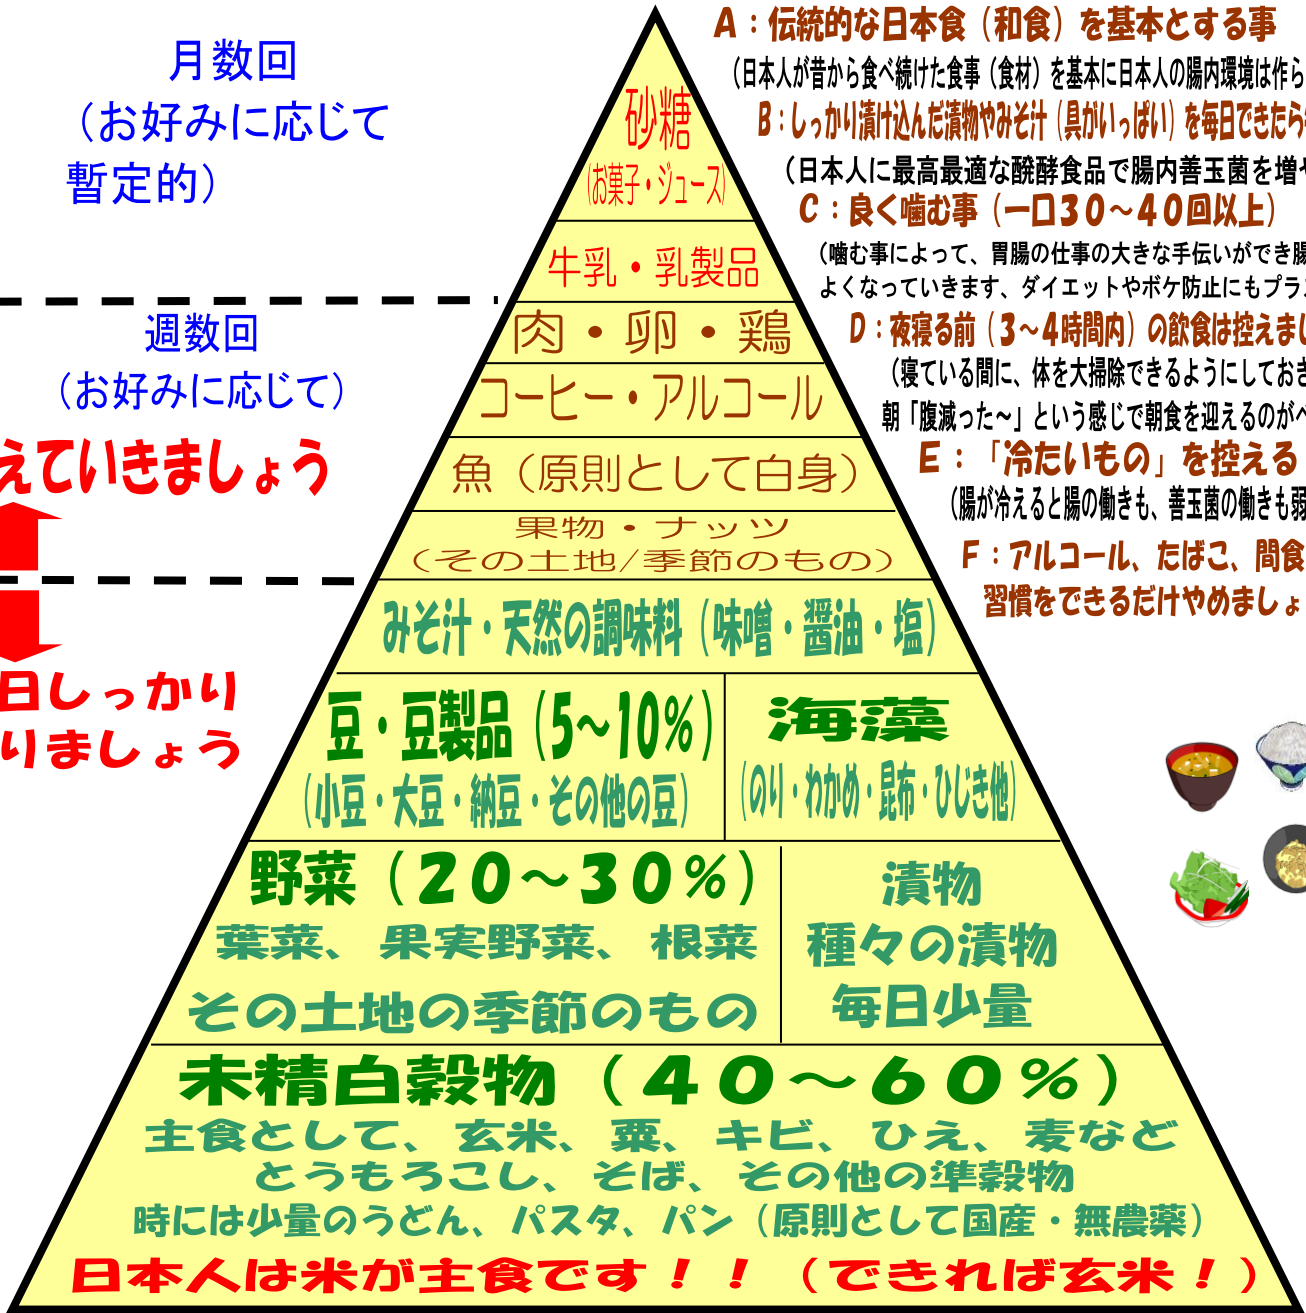 月数回
（お好みに応じて
暫定的）
週数回
（お好みに応じて）
えていきましょう
日しっかり
りましょう
砂糖
（お菓子・ジュース）
牛乳・乳製品
肉・卵・鶏
コーヒー・アルコール
魚（原則として白身）
果物・ナッツ
（その土地/季節のもの）
みそ汁・天然の調味料（味噌・醤油・塩）
豆・豆製品（5～10％）
（小豆・大豆・納豆・その他の豆）
海藻
（のり・わかめ・昆布・ひじき他）
野菜（２０～３０％）
葉菜、果実野菜、根菜
その土地の季節のもの
漬物
種々の漬物
毎日少量
未精白穀物（４０～６０％）
主食として、玄米、粟、キビ、ひえ、麦など
とうもろこし、そば、その他の準穀物
時には少量のうどん、パスタ、パン（原則として国産・無農薬）
日本人は米が主食です！！（できれば玄米！）
A：伝統的な日本食（和食）を基本とする事
（日本人が昔から食べ続けた食事（食材）を基本に日本人の腸内環境は作ら
B：しっかり漬け込んだ漬物やみそ汁（具がいっぱい）を毎日できたら
（日本人に最高最適な醗酵食品で腸内善玉菌を増や
C：良く噛む事（一口３０～４０回以上）
（噛む事によって、胃腸の仕事の大きな手伝いができ腸
よくなっていきます、ダイエットやボケ防止にもプラス
D：夜寝る前（３～４時間内）の飲食は控えまし
（寝ている間に、体を大掃除できるようにしておき
朝「腹減った～」という感じで朝食を迎えるのがベ
E：「冷たいもの」を控える
（腸が冷えると腸の働きも、善玉菌の働きも弱
F：アルコール、たばこ、間食
習慣をできるだけやめましょ